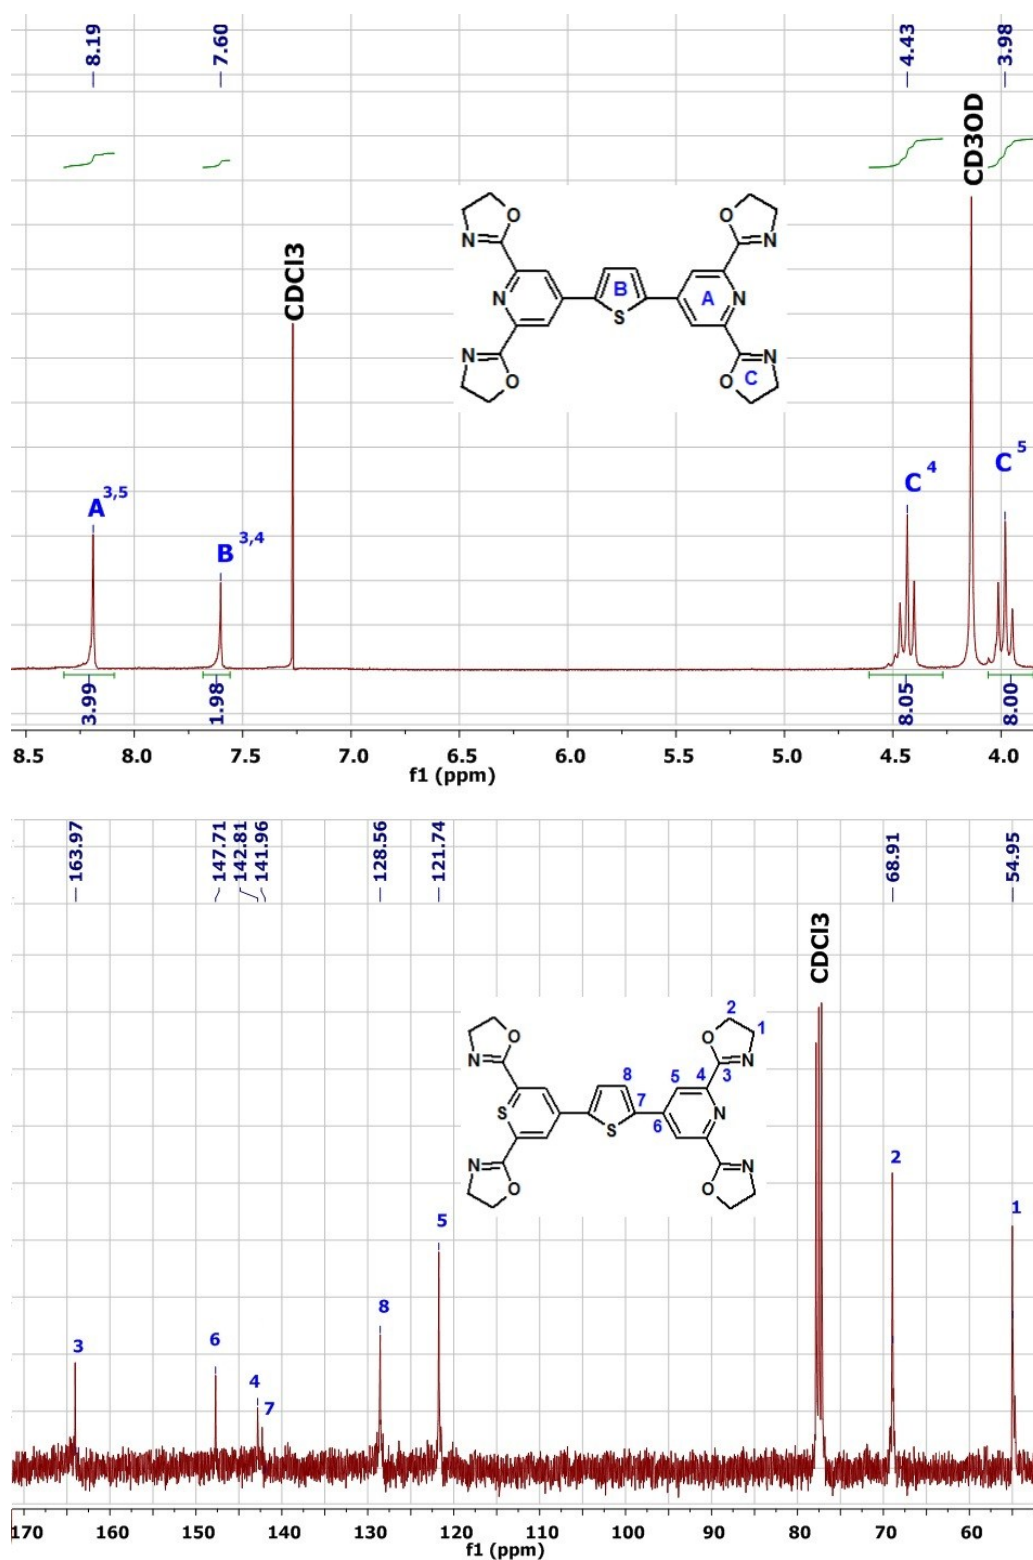 8.19
7.60
4.43
3.98
CD3OD
CDCl3
O O
N N
B A
N N
S
N N
O O C
C 4
C 5
A 3,5
B 3,4
3.99
1.98
8.05
8.00
8.5 8.0 7.5 7.0 6.5 6.0 5.5 5.0 4.5 4.0
f1 (ppm)
163.97
147.71
142.81
141.96
128.56
121.74
68.91
54.95
CDCl3
2
1
O O
N N
8 5 4 3
7
S N
S 6
N N
O O
2
1
5
8
3
6
4
7
170 160 150 140 130 120 110 100 90 80 70 60
f1 (ppm)